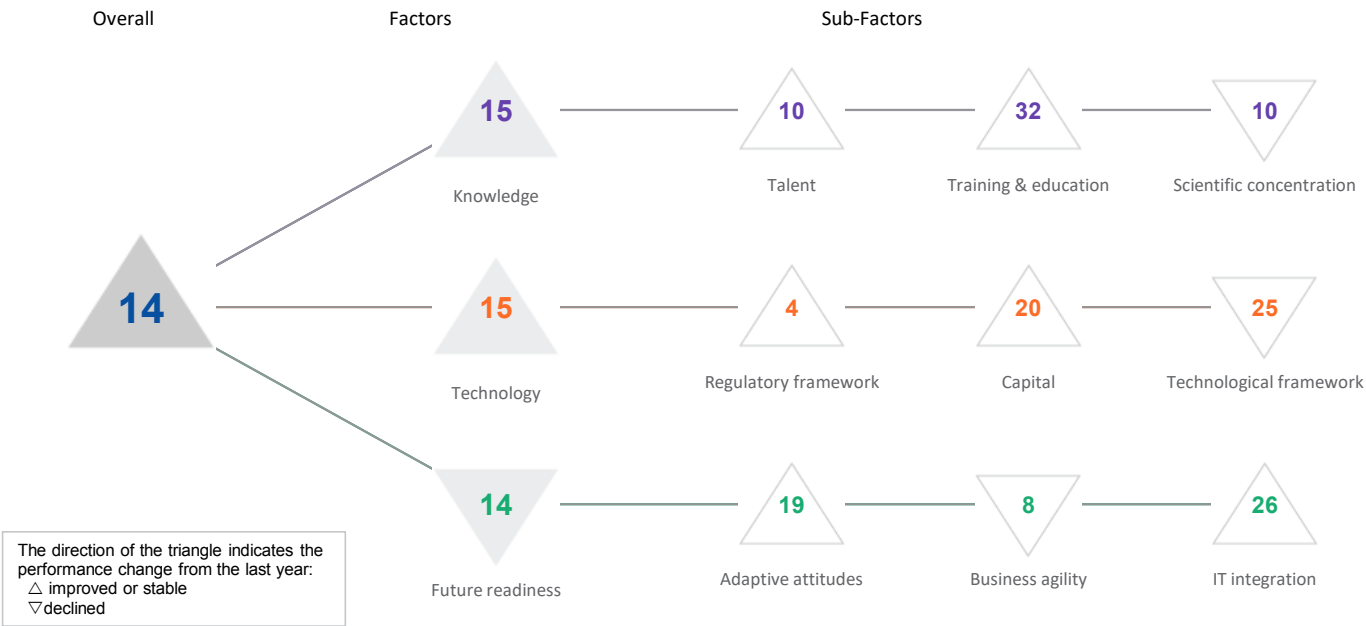 Overall Factors Sub-Factors
15 10 32 10
Knowledge Talent Training & education Scientific concentration
14 15 4 20 25
Technology Regulatory framework Capital Technological framework
14 19 8 26
Future readiness Adaptive attitudes Business agility IT integration
The direction of the triangle indicates the
performance change from the last year:
△ improved or stable
▽declined